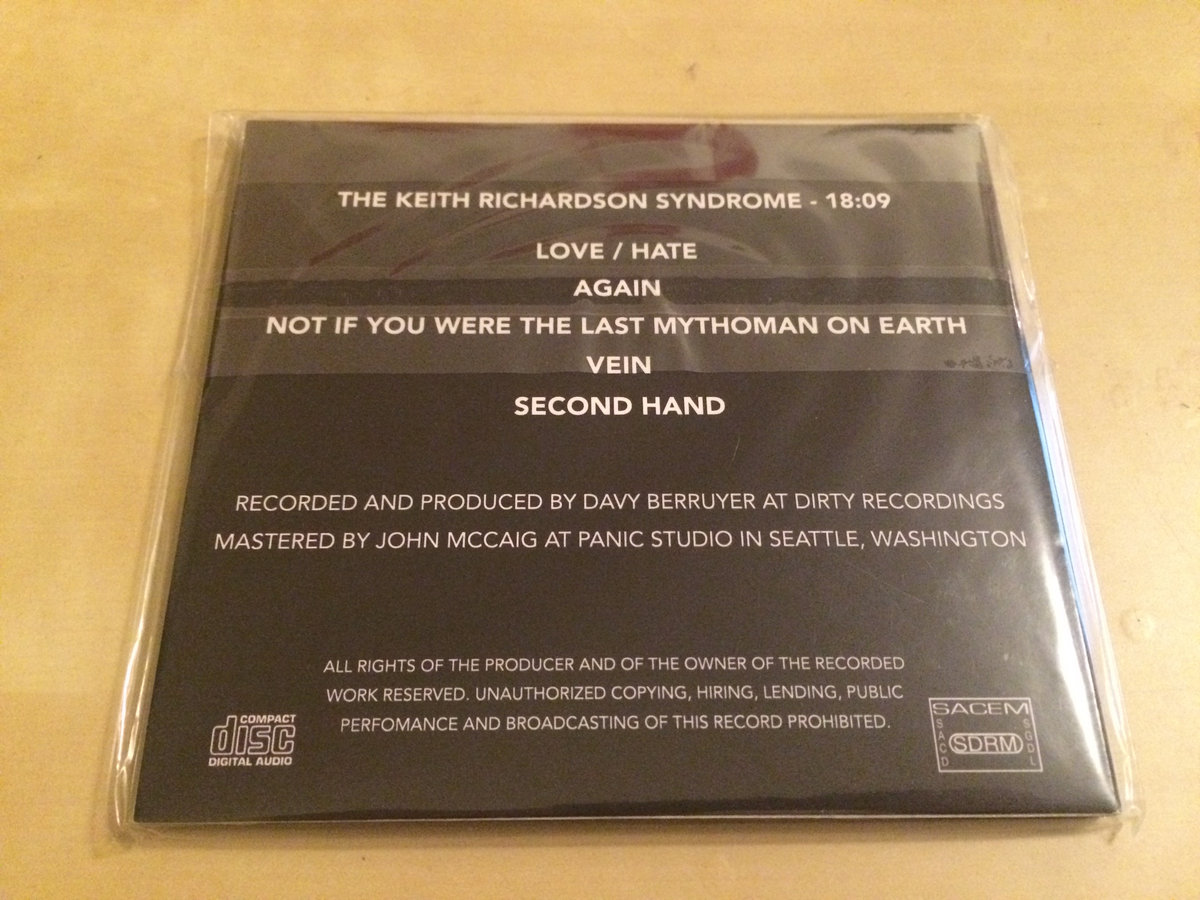 THE KEITH RICHARDSON SYNDROME - 18:09
LOVE / HATE
AGAIN
NOT IF YOU WERE THE LAST MYTHOMAN ON EARTH
VEIN
SECOND HAND
RECORDED AND PRODUCED BY DAVY BERRUYER AT DIRTY RECORDINGS
MASTERED BY JOHN MCCAIG AT PANIC STUDIO IN SEATTLE, WASHINGTON
ALL RIGHTS OF THE PRODUCER AND OF THE OWNER OF THE RECORDED
WORK RESERVED. UNAUTHORIZED COPYING, HIRING, LENDING, PUBLIC
PERFOMANCE AND BROADCASTING OF THIS RECORD PROHIBITED.
COMPACT
disc
DIGITAL AUDIO
SACEM
SACD
SDRM
SGDL